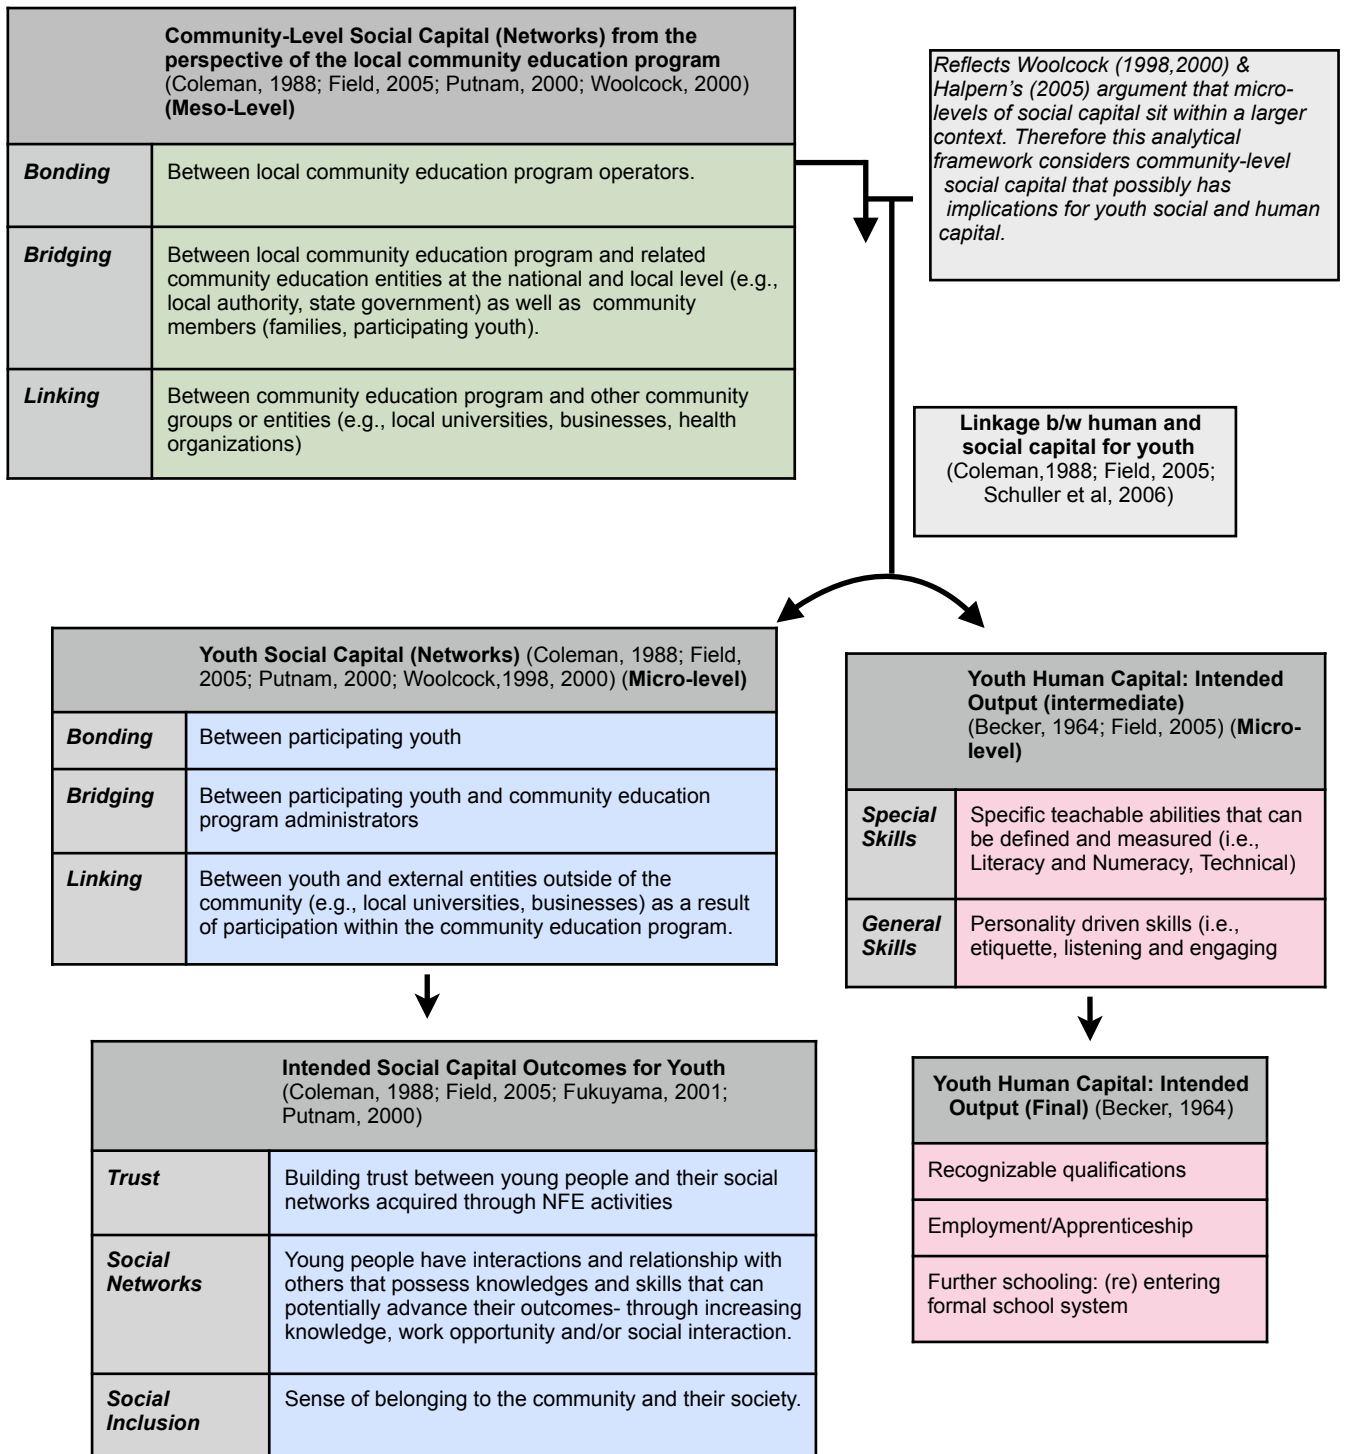 Community-Level Social Capital (Networks) from the
perspective of the local community education program
(Coleman, 1988; Field, 2005; Putnam, 2000; Woolcock, 2000)
(Meso-Level)
Bonding
Between local community education program operators.
Bridging
Between local community education program and related
community education entities at the national and local level (e.g.,
local authority, state government) as well as  community
members (families, participating youth).
Linking
Between community education program and other community
groups or entities (e.g., local universities, businesses, health
organizations)
Reflects Woolcock (1998,2000) &
Halpern's (2005) argument that micro-
levels of social capital sit within a larger
context. Therefore this analytical
framework considers community-level
social capital that possibly has
implications for youth social and human
capital.
Linkage b/w human and
social capital for youth
(Coleman,1988; Field, 2005;
Schuller et al, 2006)
Youth Social Capital (Networks) (Coleman, 1988; Field,
2005; Putnam, 2000; Woolcock,1998, 2000) (Micro-level)
Bonding
Between participating youth
Bridging
Between participating youth and community education
program administrators
Linking
Between youth and external entities outside of the
community (e.g., local universities, businesses) as a result
of participation within the community education program.
Youth Human Capital: Intended
Output (intermediate)
(Becker, 1964; Field, 2005) (Micro-
level)
Special
Skills
Specific teachable abilities that can
be defined and measured (i.e.,
Literacy and Numeracy, Technical)
General
Skills
Personality driven skills (i.e.,
etiquette, listening and engaging
Intended Social Capital Outcomes for Youth
(Coleman, 1988; Field, 2005; Fukuyama, 2001;
Putnam, 2000)
Trust
Building trust between young people and their social
networks acquired through NFE activities
Social
Networks
Young people have interactions and relationship with
others that possess knowledges and skills that can
potentially advance their outcomes- through increasing
knowledge, work opportunity and/or social interaction.
Social
Inclusion
Sense of belonging to the community and their society.
Youth Human Capital: Intended
Output (Final) (Becker, 1964)
Recognizable qualifications
Employment/Apprenticeship
Further schooling: (re) entering
formal school system